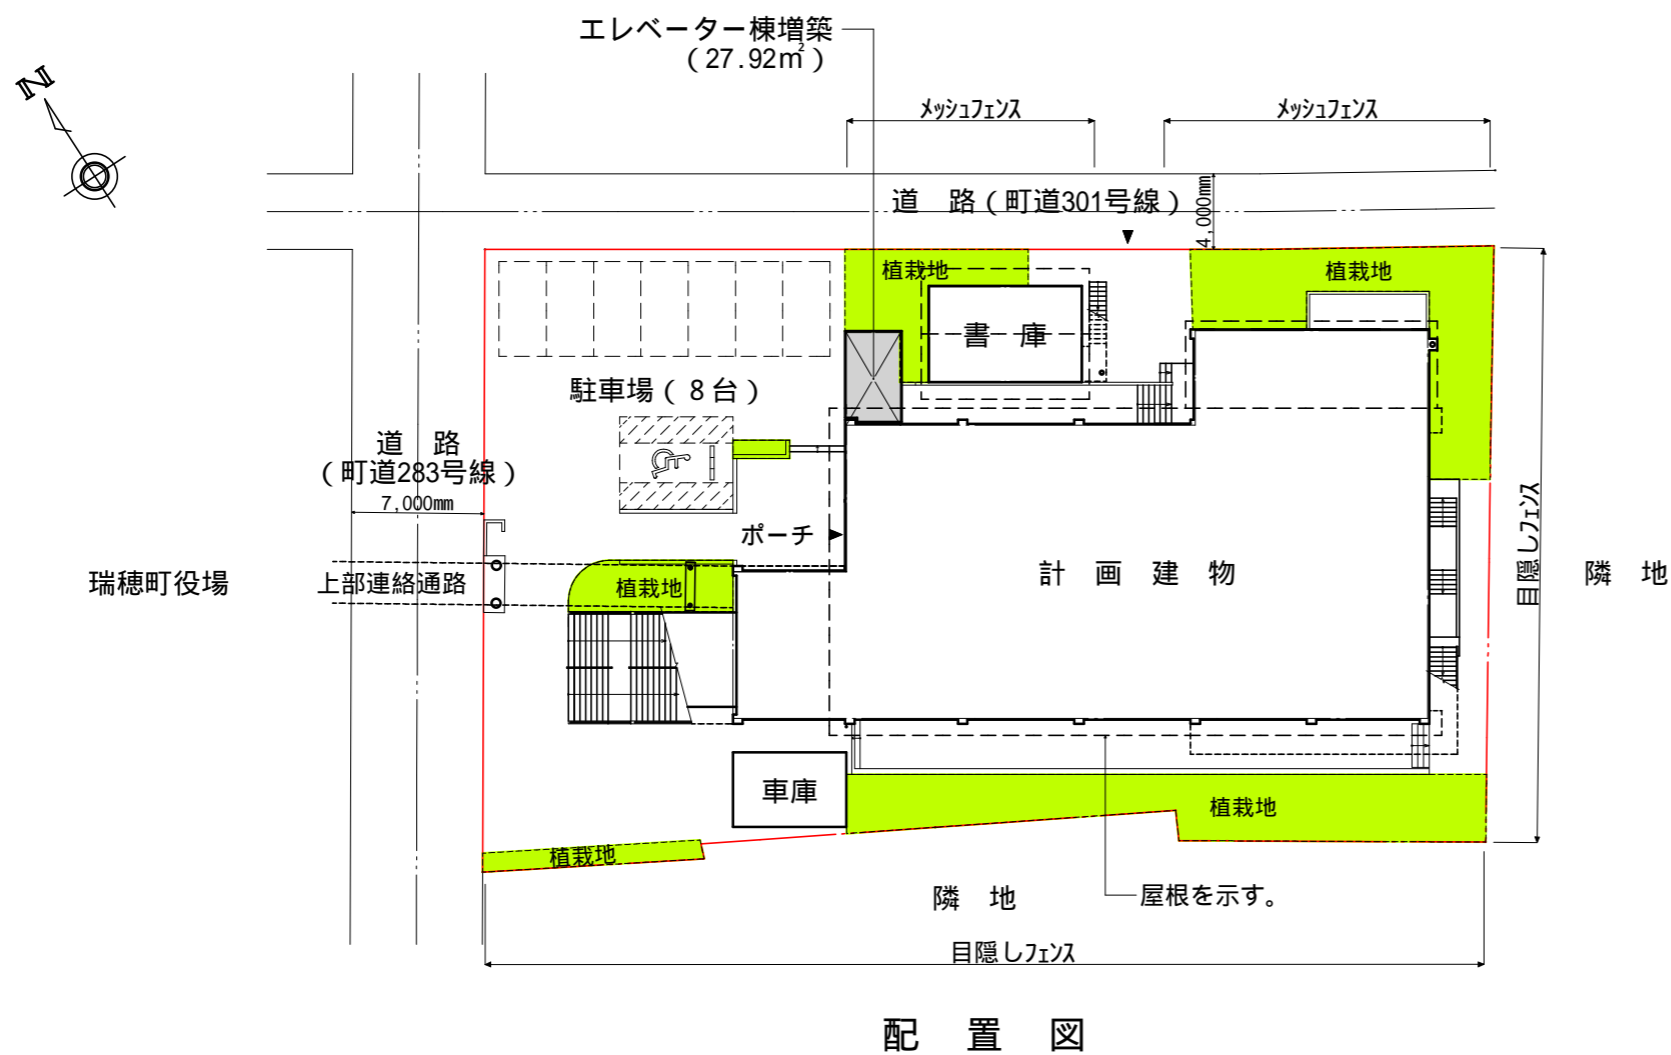 エレベーター棟増築
（27.92㎡）
N
メッシュフェンス
メッシュフェンス
道　路（町道301号線）
4,000mm
植栽地
植栽地
書　庫
駐車場（８台）
道　路
（町道283号線）
7,000mm
ポーチ
瑞穂町役場
上部連絡通路
植栽地
計　画　建　物
目隠しフェンス
隣　地
車庫
植栽地
植栽地
隣　地
屋根を示す。
目隠しフェンス
配　置　図